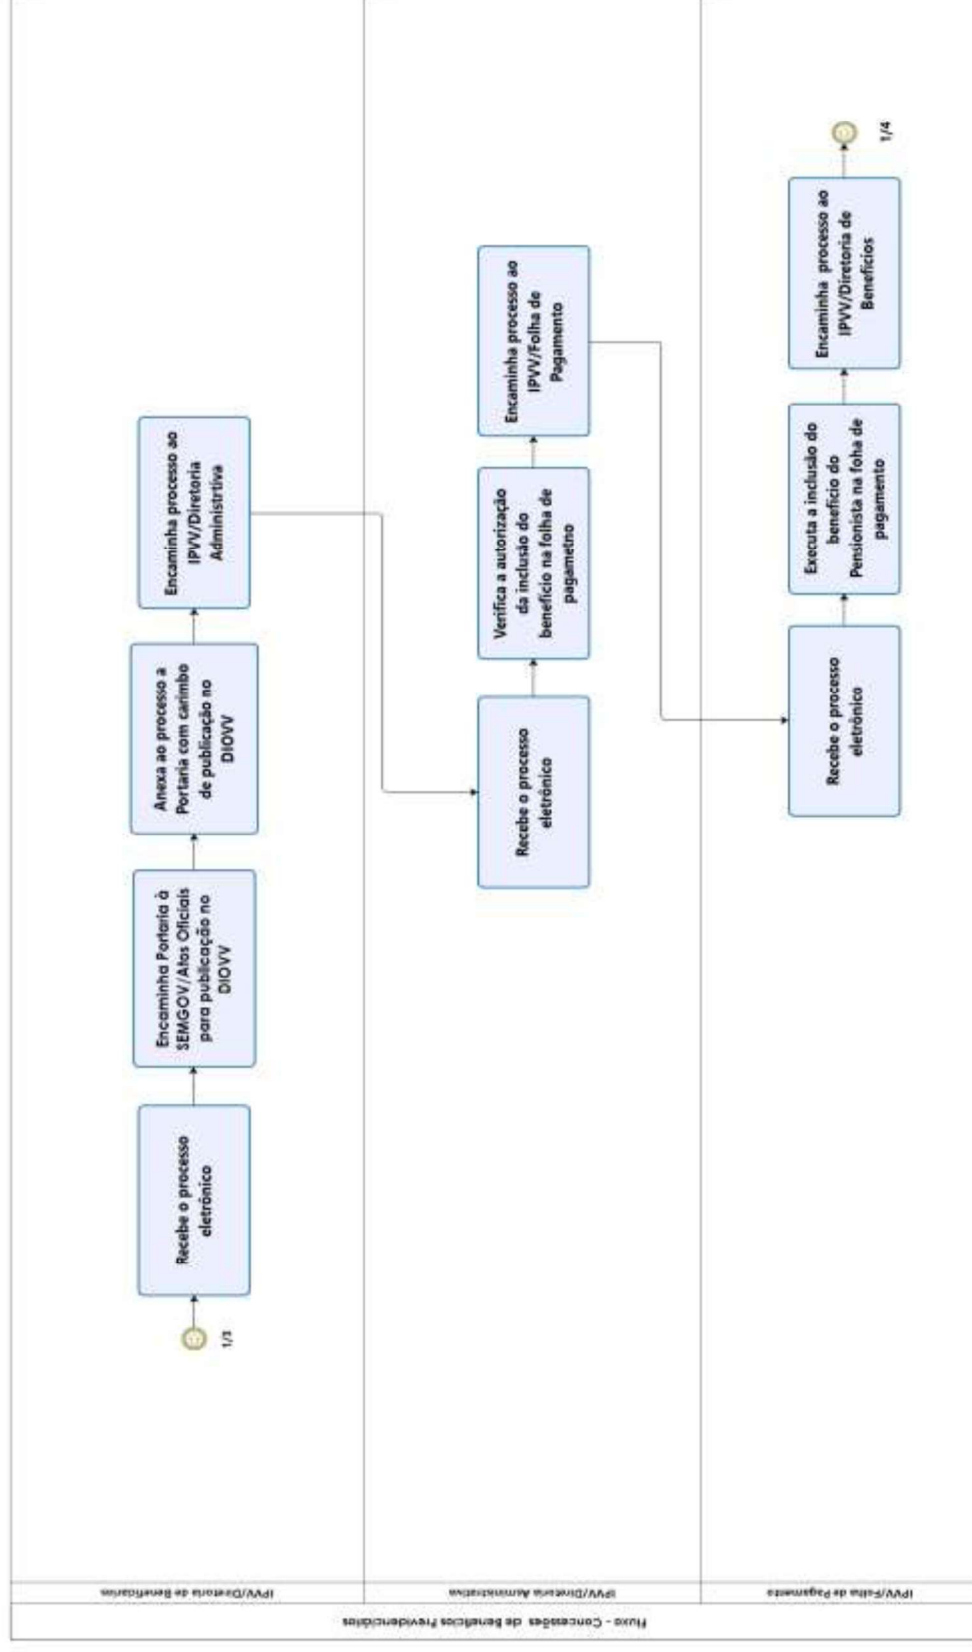 Fluxo - Concessões de Benefícios Previdenciários
IPVV/Diretoria de Beneficiários
1/3
Recebe o processo
eletrônico
Encaminha Portaria à
SEMGOV/Atos Oficiais
para publicação no
DIOVV
Anexa ao processo a
Portaria com carimbo
de publicação no
DIOVV
Encaminha processo ao
IPVV/Diretoria
Administrtiva
IPVV/Diretoria Administrativa
Recebe o processo
eletrônico
Verifica a autorização
da inclusão do
benefício na folha de
pagametno
Encaminha processo ao
IPVV/Folha de
Pagamento
IPVV/Folha de Pagamento
Recebe o processo
eletrônico
Executa a inclusão do
benefício do
Pensionista na foha de
pagamento
Encaminha processo ao
IPVV/Diretoria de
Benefícios
1/4